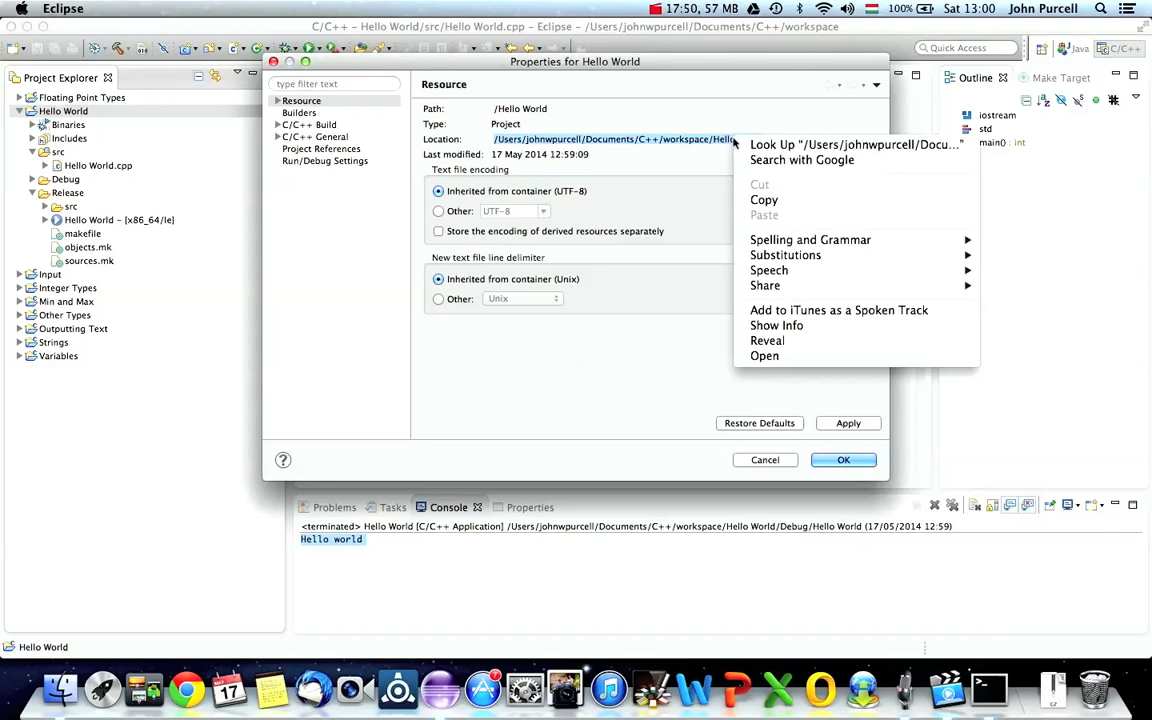 Eclipse
17:50, 57 MB
100%
Sat 13:00
John Purcell
C/C++ - Hello World/src/Hello World.cpp - Eclipse - /Users/johnwpurcell/Documents/C++/workspace
Quick Access
Java
C/C++
Project Explorer
Floating Point Types
Hello World
Binaries
Includes
src
Hello World.cpp
Debug
Release
src
Hello World - [x86_64/le]
makefile
objects.mk
sources.mk
Input
Integer Types
Min and Max
Other Types
Outputting Text
Strings
Variables
Properties for Hello World
type filter text
Resource
Builders
C/C++ Build
C/C++ General
Project References
Run/Debug Settings
Resource
Path: /Hello World
Type: Project
Location: /Users/johnwpurcell/Documents/C++/workspace/Hello
Last modified: 17 May 2014 12:59:09
Text file encoding
Inherited from container (UTF-8)
Other: UTF-8
Store the encoding of derived resources separately
New text file line delimiter
Inherited from container (Unix)
Other: Unix
Restore Defaults
Apply
Cancel
OK
Look Up "/Users/johnwpurcell/Docu..."
Search with Google
Cut
Copy
Paste
Spelling and Grammar
Substitutions
Speech
Share
Add to iTunes as a Spoken Track
Show Info
Reveal
Open
Outline
Make Target
iostream
std
main() : int
Problems
Tasks
Console
Properties
<terminated> Hello World [C/C++ Application] /Users/johnwpurcell/Documents/C++/workspace/Hello World/Debug/Hello World (17/05/2014 12:59)
Hello world
Hello World
17
GZ